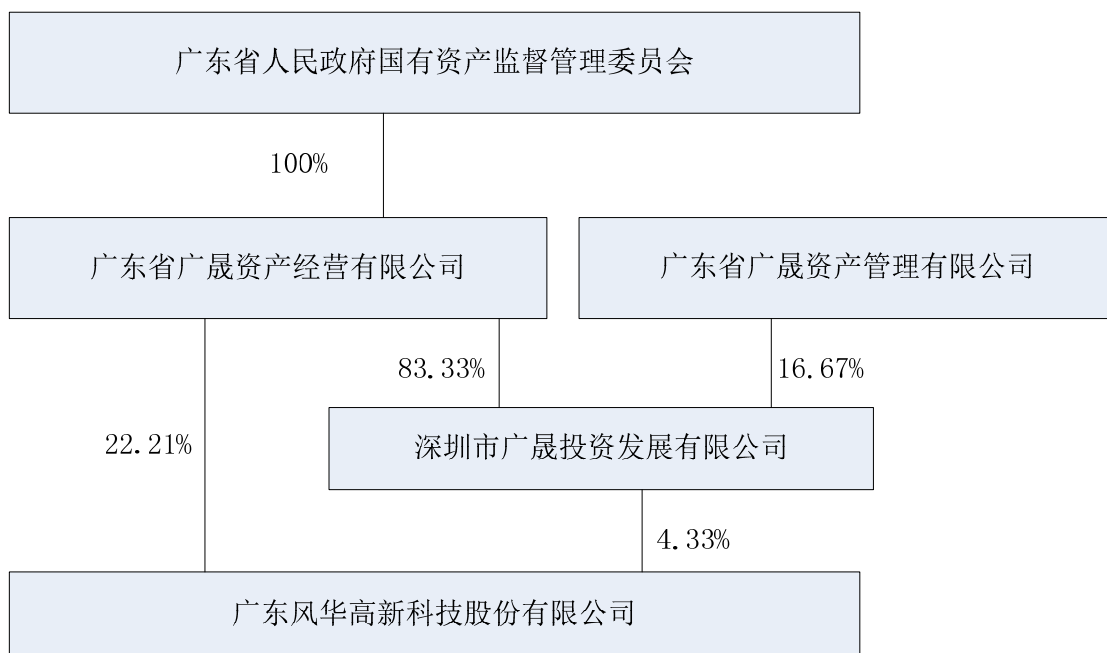 广东省人民政府国有资产监督管理委员会
100%
广东省广晟资产经营有限公司
广东省广晟资产管理有限公司
83.33%
16.67%
22.21%
深圳市广晟投资发展有限公司
4.33%
广东风华高新科技股份有限公司